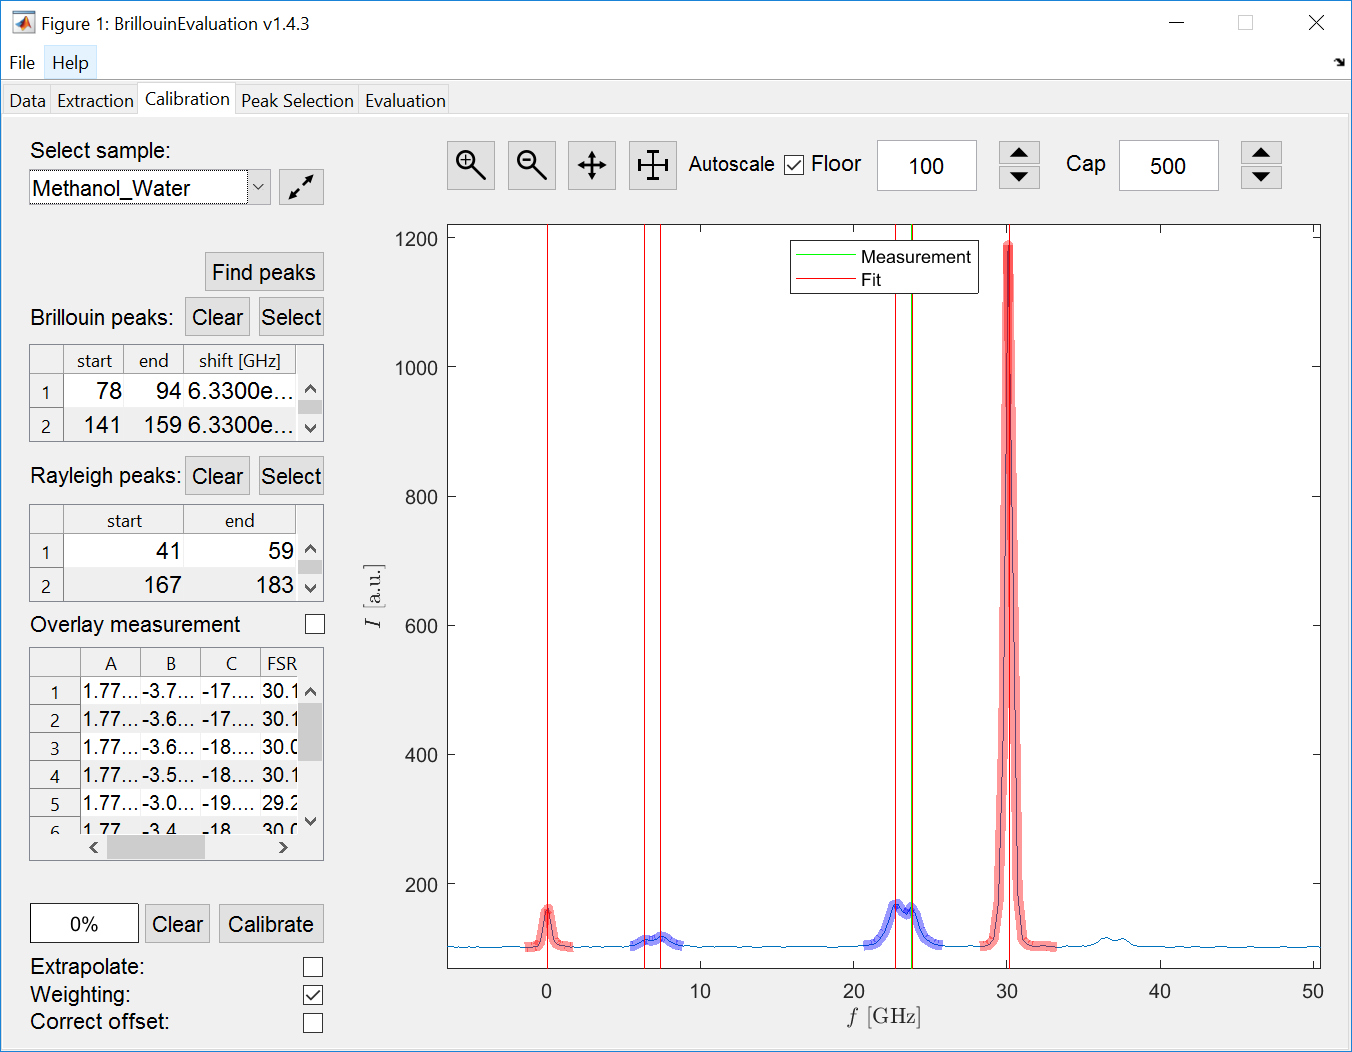 Figure 1: BrillouinEvaluation v1.4.3
File Help
Data Extraction Calibration Peak Selection Evaluation
Select sample:
Methanol_Water
Autoscale Floor 100 Cap 500
Find peaks
Brillouin peaks: Clear Select
start end shift [GHz]
1 78 94 6.3300e...
2 141 159 6.3300e...
Rayleigh peaks: Clear Select
start end
1 41 59
2 167 183
Overlay measurement
A B C FSR
1 1.77... -3.7... -17.... 30.1
2 1.77... -3.6... -17.... 30.1
3 1.77... -3.6... -18.... 30.0
4 1.77... -3.5... -18.... 30.1
5 1.77... -3.0... -19.... 29.2
6 1.77 -3.4 -18 30.0
0% Clear Calibrate
Extrapolate:
Weighting:
Correct offset:
Measurement
Fit
1200
1000
800
600
400
200
I [a.u.]
0 10 20 30 40 50
f [GHz]